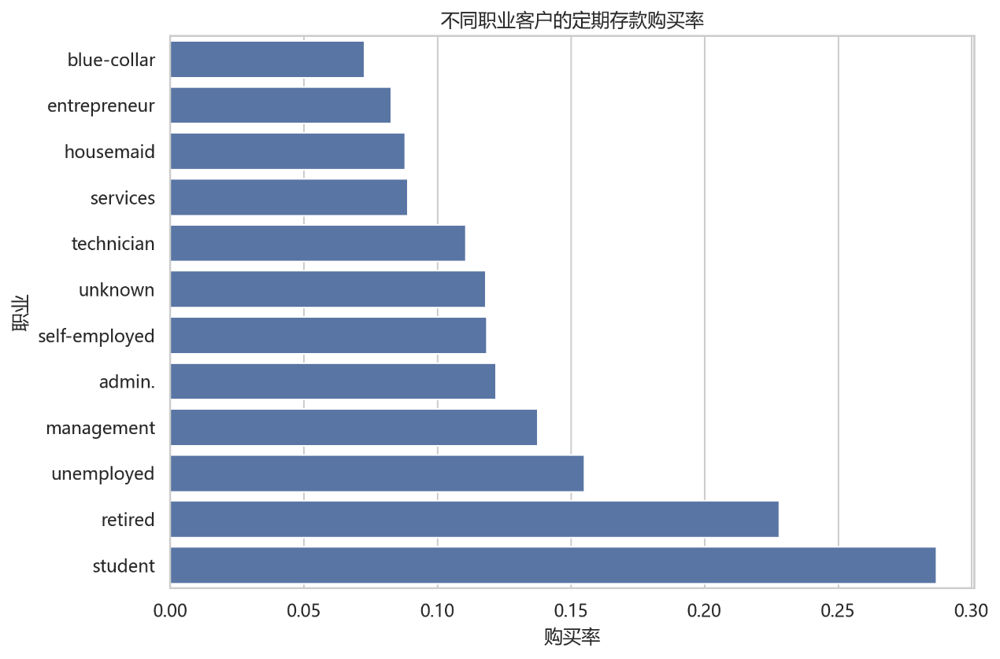 不同职业客户的定期存款购买率
职业
blue-collar
entrepreneur
housemaid
services
technician
unknown
self-employed
admin.
management
unemployed
retired
student
0.00 0.05 0.10 0.15 0.20 0.25 0.30
购买率